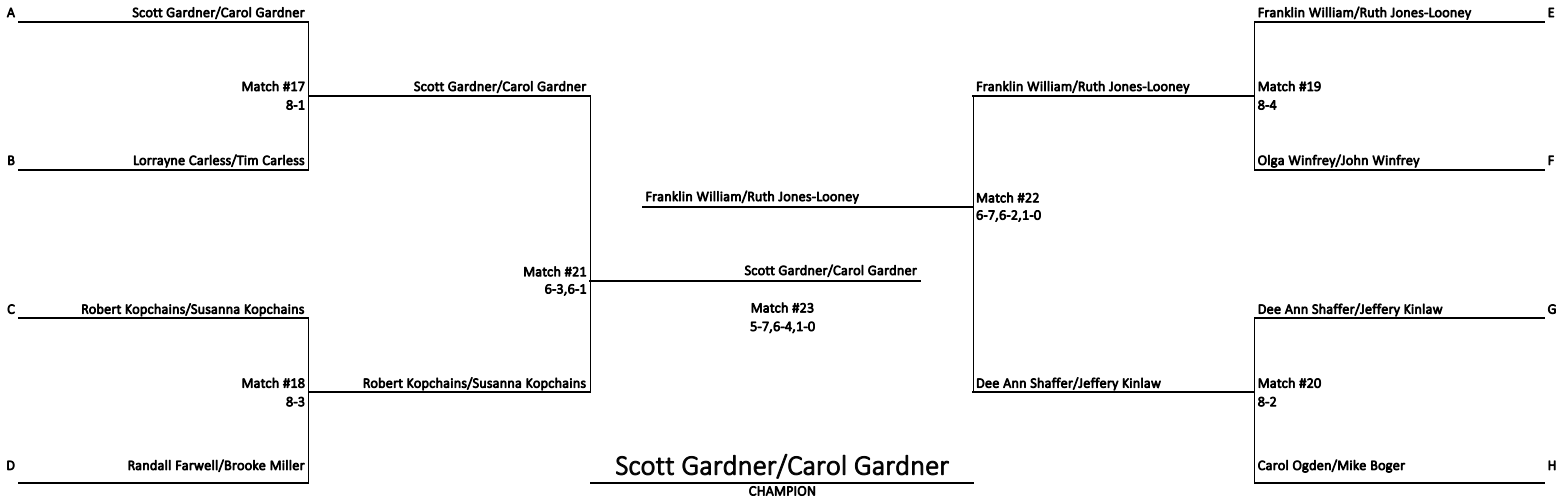 A
Scott Gardner/Carol Gardner
Franklin William/Ruth Jones-Looney
E
Match #17
8-1
Scott Gardner/Carol Gardner
Franklin William/Ruth Jones-Looney
Match #19
8-4
B
Lorrayne Carless/Tim Carless
Olga Winfrey/John Winfrey
F
Franklin William/Ruth Jones-Looney
Match #22
6-7,6-2,1-0
Match #21
6-3,6-1
Scott Gardner/Carol Gardner
Match #23
5-7,6-4,1-0
C
Robert Kopchains/Susanna Kopchains
Dee Ann Shaffer/Jeffery Kinlaw
G
Match #18
8-3
Robert Kopchains/Susanna Kopchains
Dee Ann Shaffer/Jeffery Kinlaw
Match #20
8-2
D
Randall Farwell/Brooke Miller
Scott Gardner/Carol Gardner
CHAMPION
Carol Ogden/Mike Boger
H